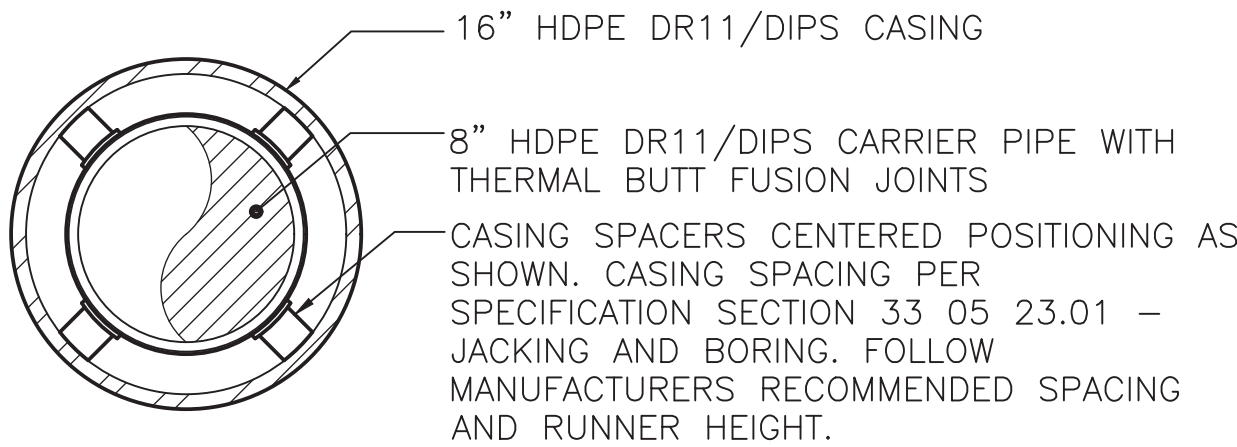 16” HDPE DR11/DIPS CASING
8” HDPE DR11/DIPS CARRIER PIPE WITH
THERMAL BUTT FUSION JOINTS
CASING SPACERS CENTERED POSITIONING AS
SHOWN. CASING SPACING PER
SPECIFICATION SECTION 33 05 23.01 –
JACKING AND BORING. FOLLOW
MANUFACTURERS RECOMMENDED SPACING
AND RUNNER HEIGHT.